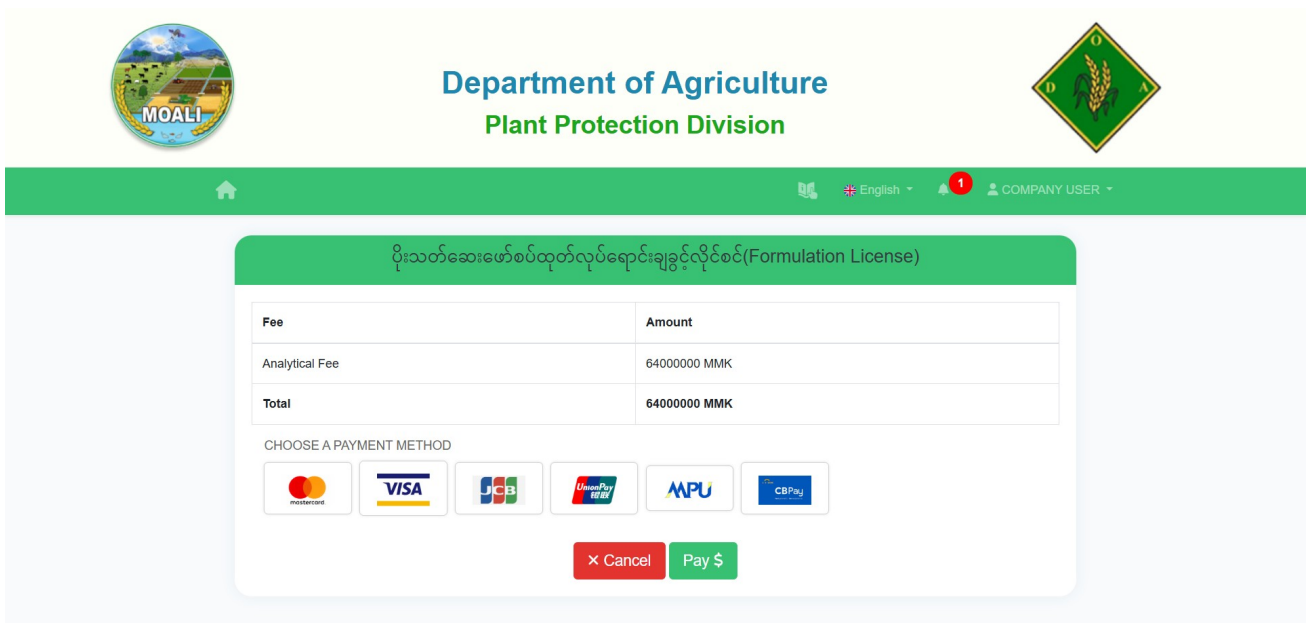 Department of Agriculture
Plant Protection Division
MOALI
D O A
English
1
COMPANY USER
ပိုးသတ်ဆေးဖော်စပ်ထုတ်လုပ်ရောင်းချခွင့်လိုင်စင်(Formulation License)
Fee Amount
Analytical Fee 64000000 MMK
Total 64000000 MMK
CHOOSE A PAYMENT METHOD
mastercard VISA JCB UnionPay 银联 MPU CBPay
× Cancel Pay $